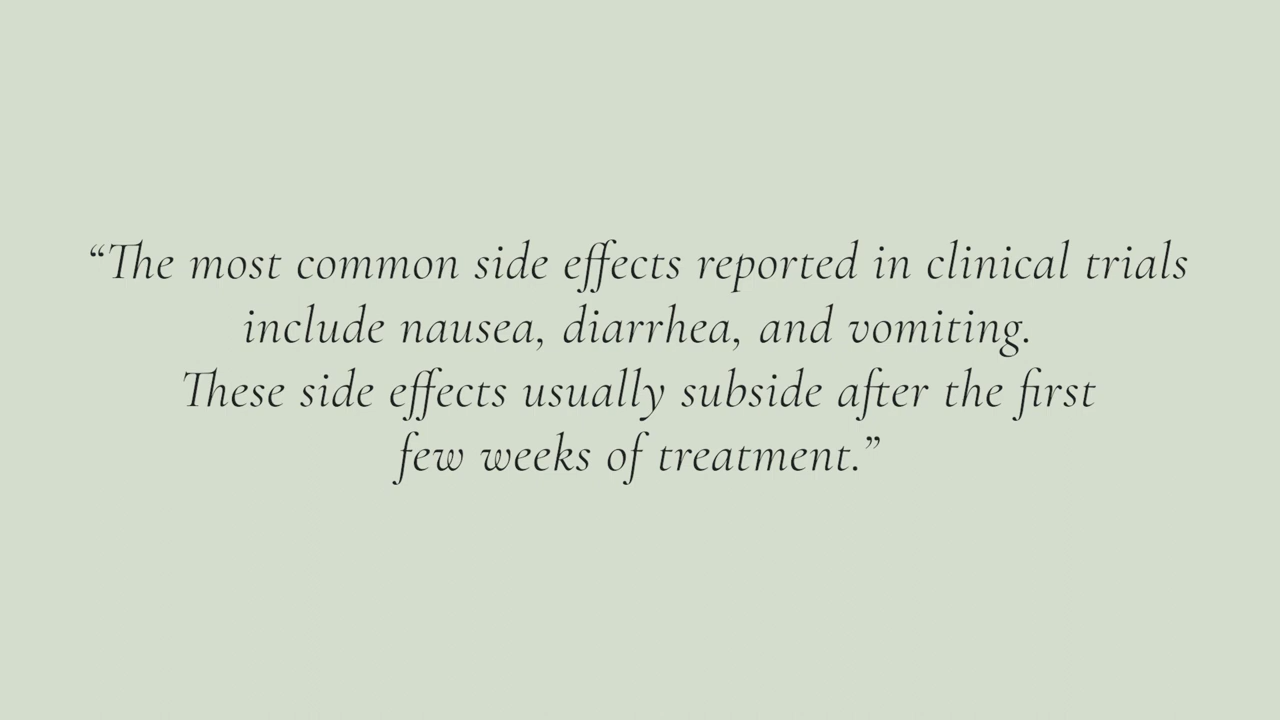 “The most common side effects reported in clinical trials
include nausea, diarrhea, and vomiting.
These side effects usually subside after the first
few weeks of treatment.”